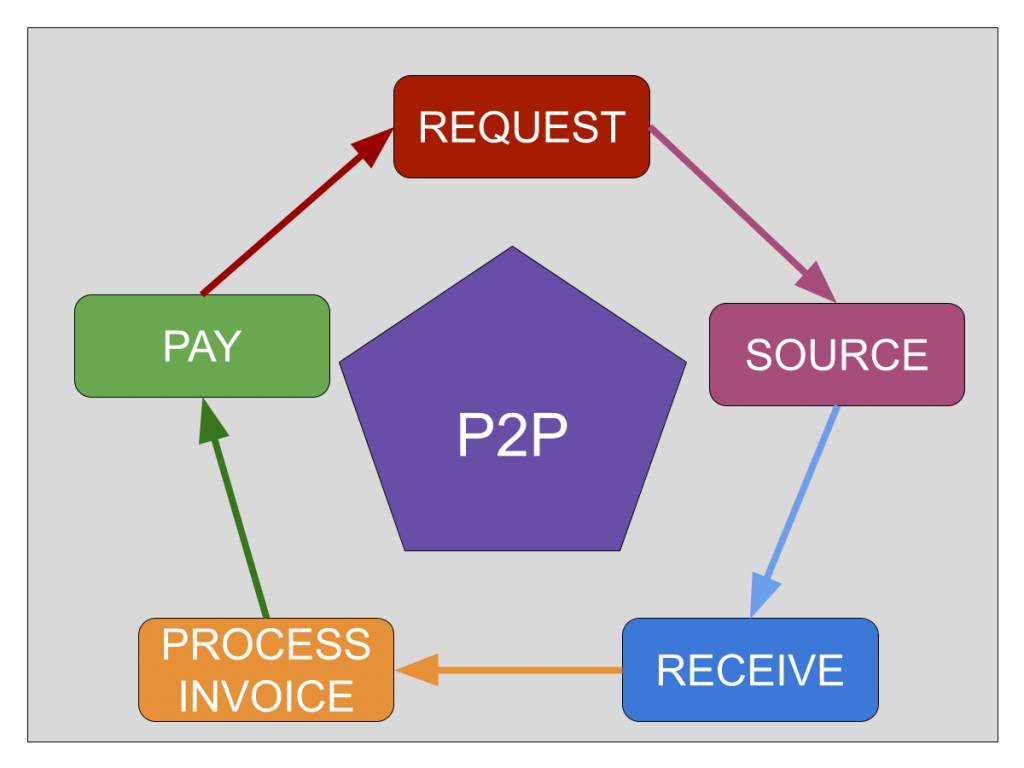 REQUEST
SOURCE
RECEIVE
PROCESS
INVOICE
PAY
P2P